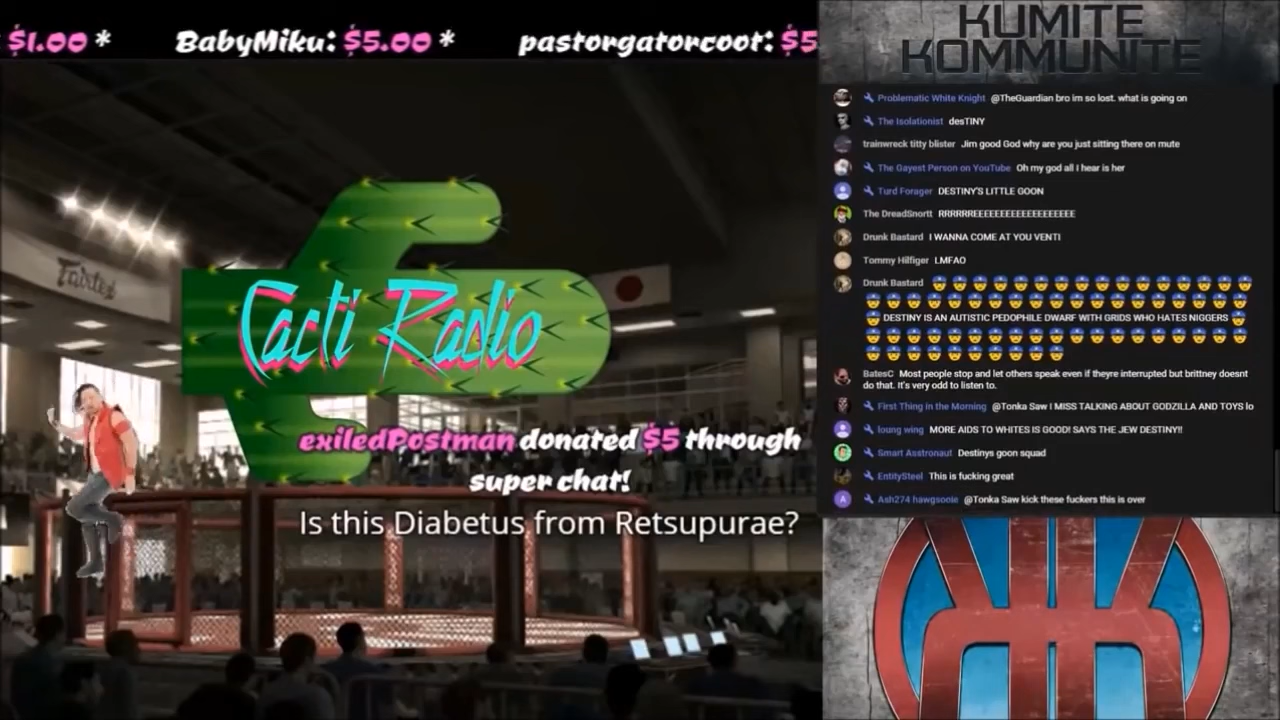 $1.00 * BabyMiku: $5.00 * pastorgatorcoot: $5
KUMITE
KOMMUNITE
Problematic White Knight @TheGuardian bro im so lost. what is going on
The Isolationist desTINY
trainwreck titty blister Jim good God why are you just sitting there on mute
The Gayest Person on YouTube Oh my god all I hear is her
Turd Forager DESTINY'S LITTLE GOON
The DreadSnortt RRRRRREEEEEEEEEEEEEEEEEEEE
Drunk Bastard I WANNA COME AT YOU VENTI
Tommy Hilfiger LMFAO
Drunk Bastard
DESTINY IS AN AUTISTIC PEDOPHILE DWARF WITH GRIDS WHO HATES NIGGERS
BatesC Most people stop and let others speak even if theyre interrupted but brittney doesnt
do that. It's very odd to listen to.
First Thing in the Morning @Tonka Saw I MISS TALKING ABOUT GODZILLA AND TOYS lo
loung wing MORE AIDS TO WHITES IS GOOD! SAYS THE JEW DESTINY!!
Smart Asstronaut Destinys goon squad
EntitySteel This is fucking great
Ash274 hawgsooie @Tonka Saw kick these fuckers this is over
Fairtex
Cacti Radio
exiledPostman donated $5 through
super chat!
Is this Diabetus from Retsupurae?